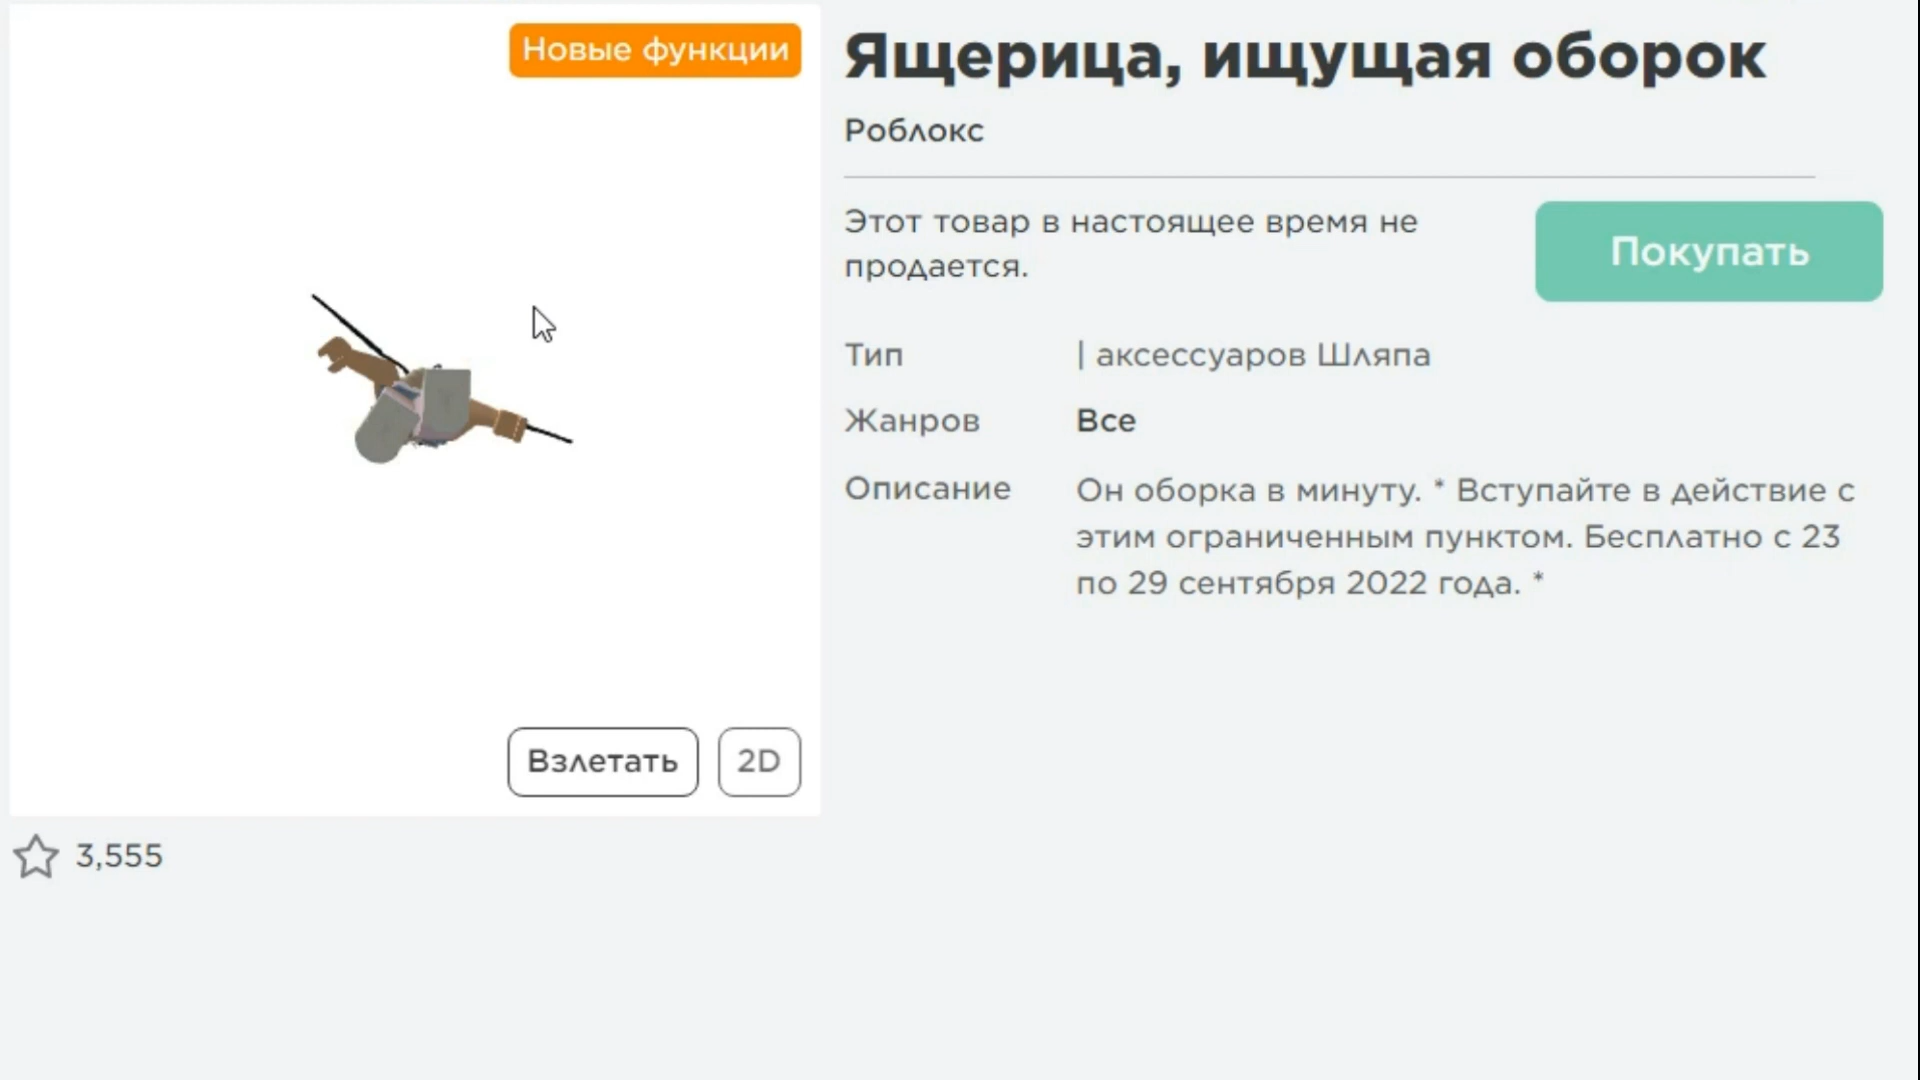 Новые функции
Ящерица, ищущая оборок
Роблокс
Этот товар в настоящее время не
продается.
Покупать
Тип | аксессуаров Шляпа
Жанров Все
Описание Он оборка в минуту. * Вступайте в действие с
этим ограниченным пунктом. Бесплатно с 23
по 29 сентября 2022 года. *
Взлетать 2D
3,555